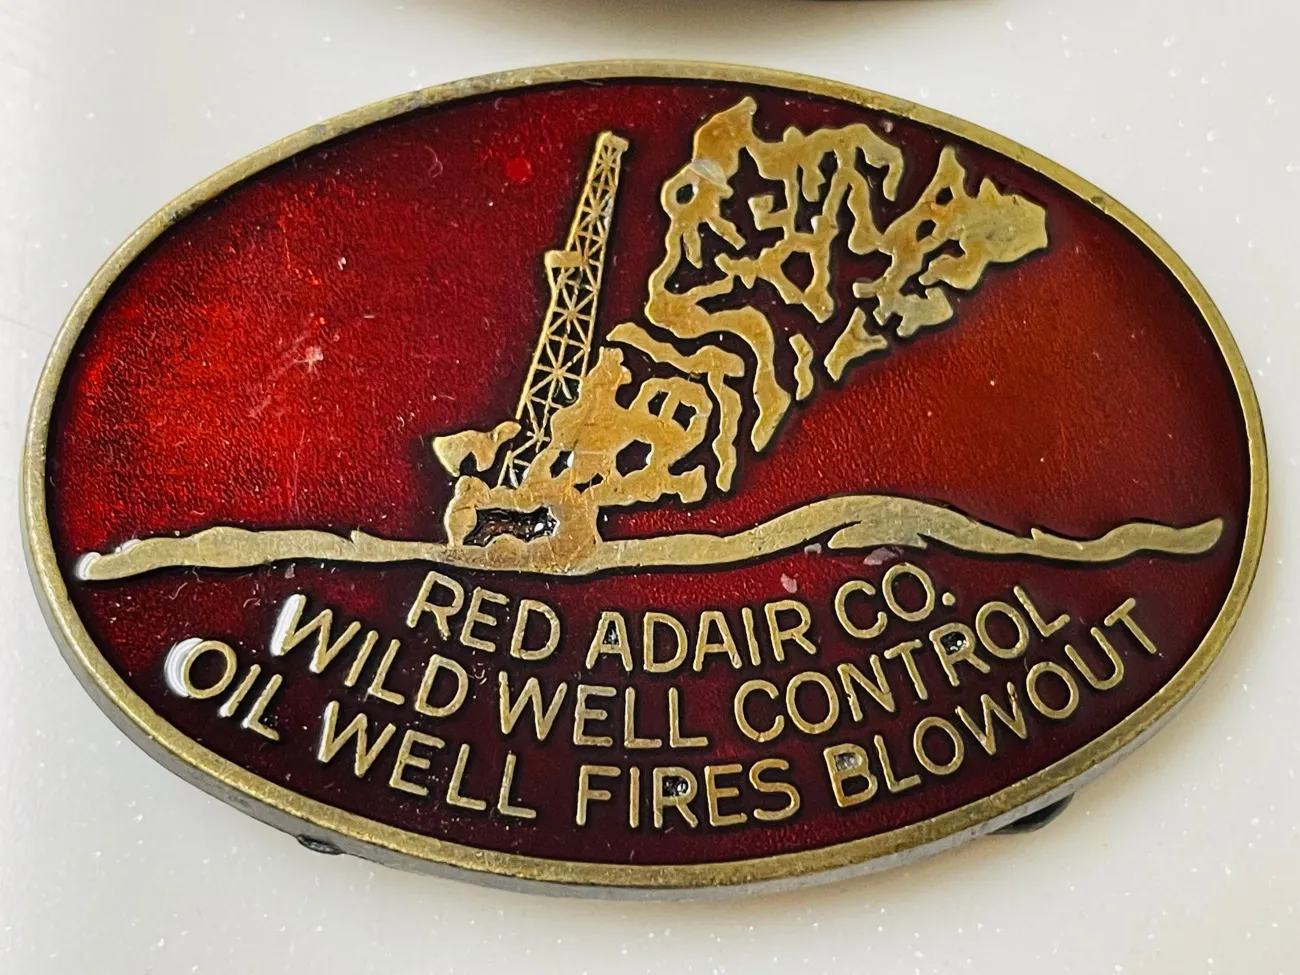 RED ADAIR CO.
WILD WELL CONTROL
OIL WELL FIRES BLOWOUT